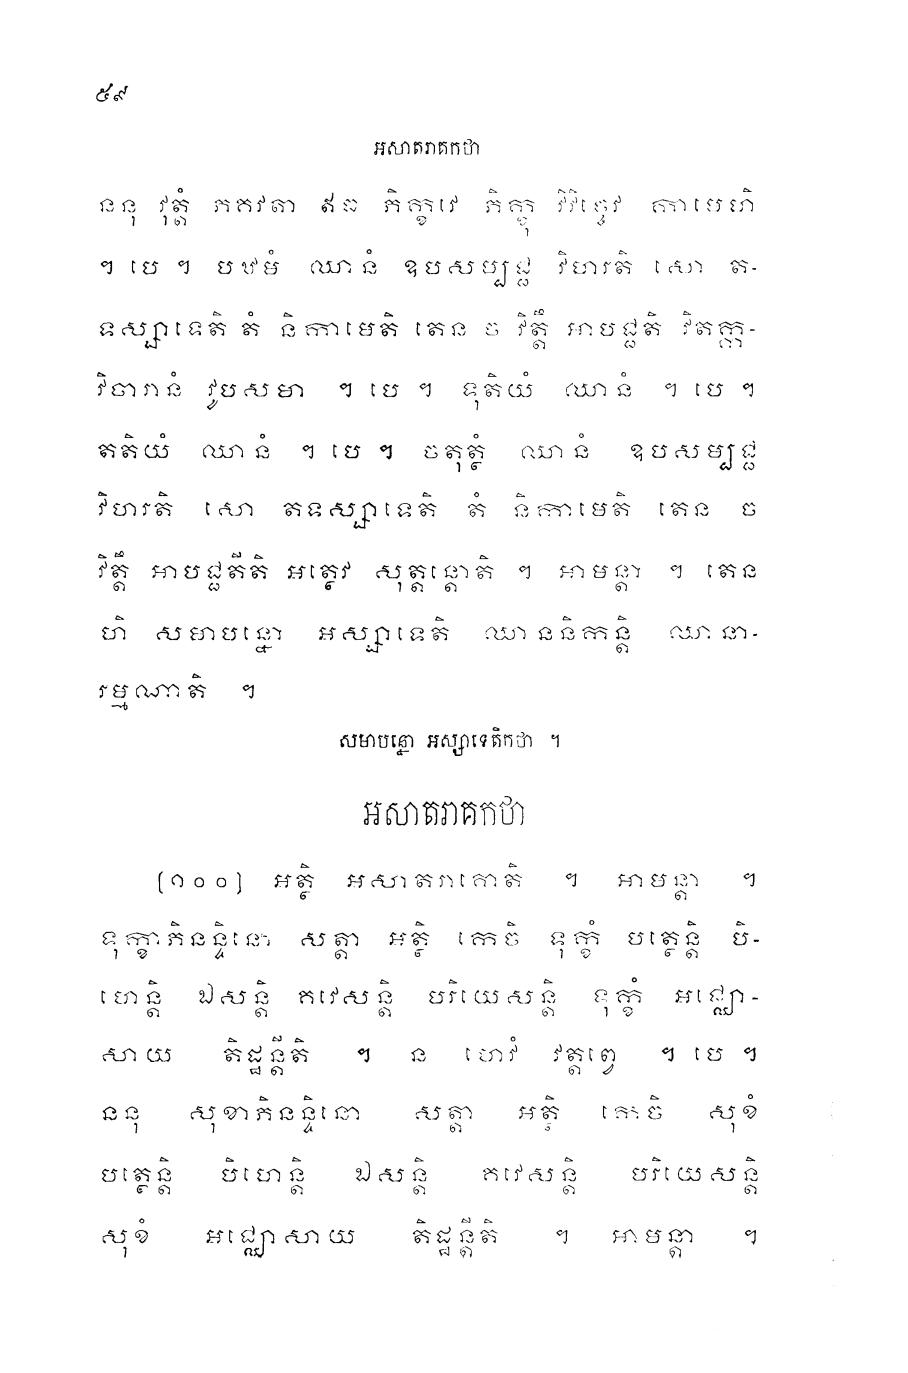 ៥៩
អសាតរាគកថា
ននុ វុត្តំ ភគវតា ឥធ ភិក្ខវេ ភិក្ខុ វិវិច្ចេវ កាមេហិ
។ បេ ។ បឋមំ ឈានំ ឧបសម្បជ្ជ វិហរតិ សោ ត-
ទស្សាទេតិ តំ និកាមេតិ តេន ច វិត្តឹ អាបជ្ជតិ វិតក្ក-
វិចារានំ វូបសមា ។ បេ ។ ទុតិយំ ឈានំ ។ បេ ។
តតិយំ ឈានំ ។ បេ ។ ចតុត្ថំ ឈានំ ឧបសម្បជ្ជ
វិហរតិ សោ តទស្សាទេតិ តំ និកាមេតិ តេន ច
វិត្តឹ អាបជ្ជតីតិ អត្ថេវ សុត្តន្តោតិ ។ អាមន្តា ។ តេន
ហិ សមាបន្នោ អស្សាទេតិ ឈាននិកន្តិ ឈានា-
រម្មណាតិ ។
សមាបន្នោ អស្សាទេតិកថា ។
អសាតរាគកថា
[១០០] អត្ថិ អសាតរាគោតិ ។ អាមន្តា ។
ទុក្ខាភិនន្ទិនោ សត្តា អត្ថិ កេចិ ទុក្ខំ បត្ថេន្តិ បិ-
ហេន្តិ ឯសន្តិ គវេសន្តិ បរិយេសន្តិ ទុក្ខំ អជ្ឈោ-
សាយ តិដ្ឋន្តីតិ ។ ន ហេវំ វត្តព្វេ ។ បេ ។
ននុ សុខាភិនន្ទិនោ សត្តា អត្ថិ កេចិ សុខំ
បត្ថេន្តិ បិហេន្តិ ឯសន្តិ គវេសន្តិ បរិយេសន្តិ
សុខំ អជ្ឈោសាយ តិដ្ឋន្តីតិ ។ អាមន្តា ។